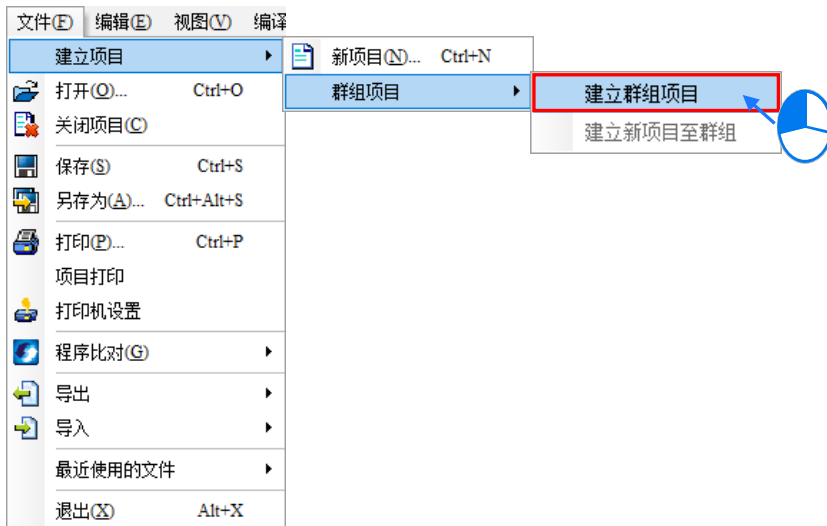 文件(F) 编辑(E) 视图(V) 编译
建立项目
新项目(N)... Ctrl+N
群组项目
建立群组项目
建立新项目至群组
打开(O)... Ctrl+O
关闭项目(C)
保存(S) Ctrl+S
另存为(A)... Ctrl+Alt+S
打印(P)... Ctrl+P
项目打印
打印机设置
程序比对(G)
导出
导入
最近使用的文件
退出(X) Alt+X